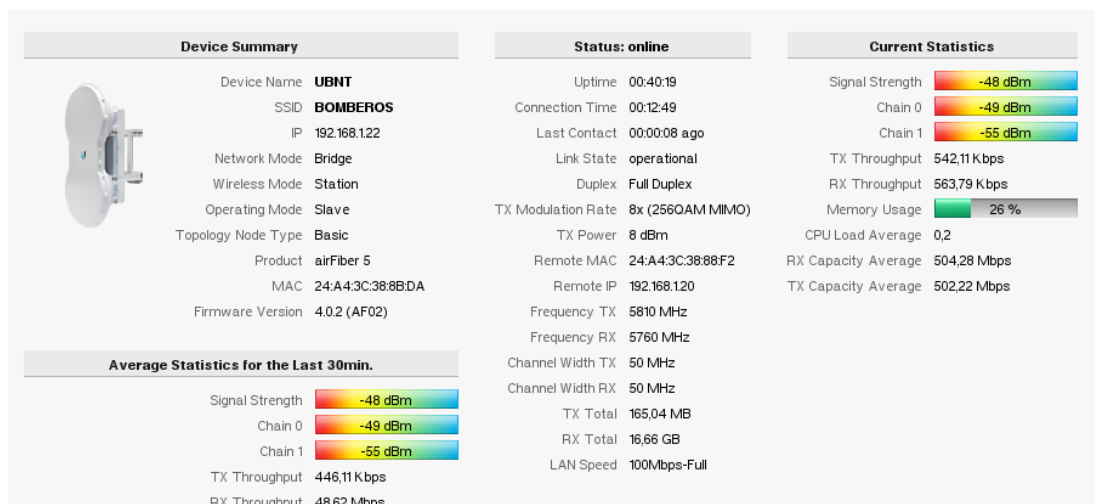 Device Summary
Device Name UBNT
SSID BOMBEROS
IP 192.168.1.22
Network Mode Bridge
Wireless Mode Station
Operating Mode Slave
Topology Node Type Basic
Product airFiber 5
MAC 24:A4:3C:38:8B:DA
Firmware Version 4.0.2 (AF02)
Average Statistics for the Last 30min.
Signal Strength -48 dBm
Chain 0 -49 dBm
Chain 1 -55 dBm
TX Throughput 446,11 Kbps
RX Throughput 48,62 Mbps
Status: online
Uptime 00:40:19
Connection Time 00:12:49
Last Contact 00:00:08 ago
Link State operational
Duplex Full Duplex
TX Modulation Rate 8x (256QAM MIMO)
TX Power 8 dBm
Remote MAC 24:A4:3C:38:88:F2
Remote IP 192.168.1.20
Frequency TX 5810 MHz
Frequency RX 5760 MHz
Channel Width TX 50 MHz
Channel Width RX 50 MHz
TX Total 165,04 MB
RX Total 16,66 GB
LAN Speed 100Mbps-Full
Current Statistics
Signal Strength -48 dBm
Chain 0 -49 dBm
Chain 1 -55 dBm
TX Throughput 542,11 Kbps
RX Throughput 563,79 Kbps
Memory Usage 26 %
CPU Load Average 0,2
RX Capacity Average 504,28 Mbps
TX Capacity Average 502,22 Mbps